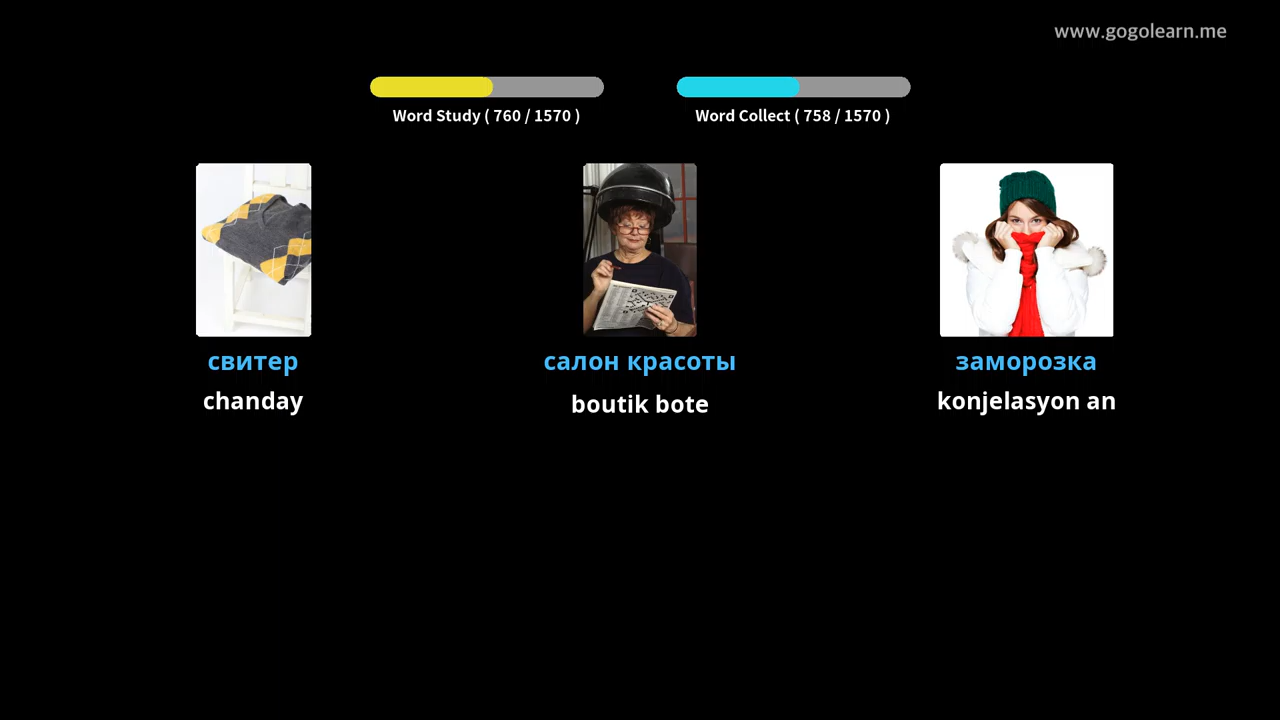 www.gogolearn.me
Word Study ( 760 / 1570 )
Word Collect ( 758 / 1570 )
свитер
салон красоты
заморозка
chanday
boutik bote
konjelasyon an